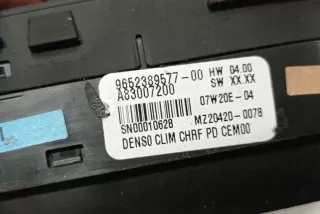 9652389577-00 HW 04.00
A83007200 SW XX.XX
07W20E-04
SN00010628 MZ20420-0078
DENSO CLIM CHRF PD CEM00